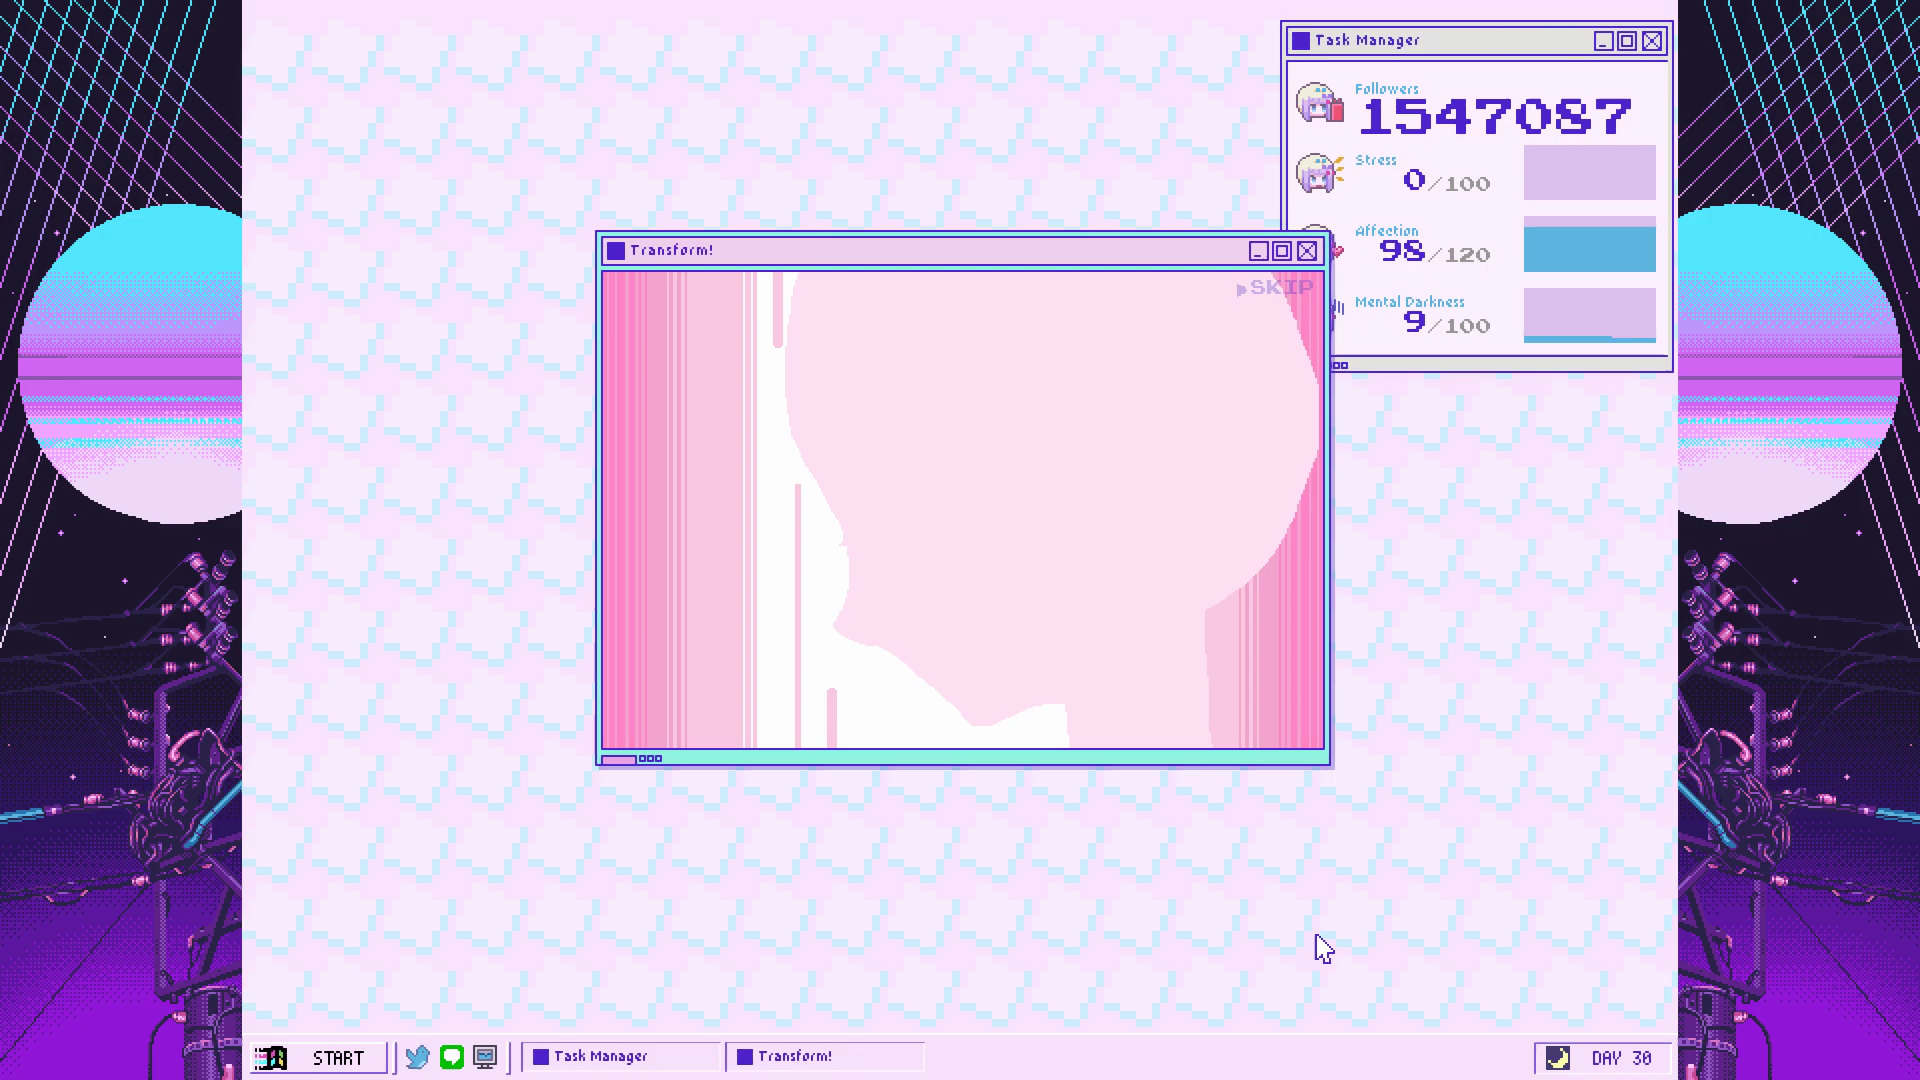 Task Manager
Followers
1547087
Stress
0/100
Affection
98/120
Mental Darkness
9/100
Transform!
SKIP
START
Task Manager
Transform!
DAY 30